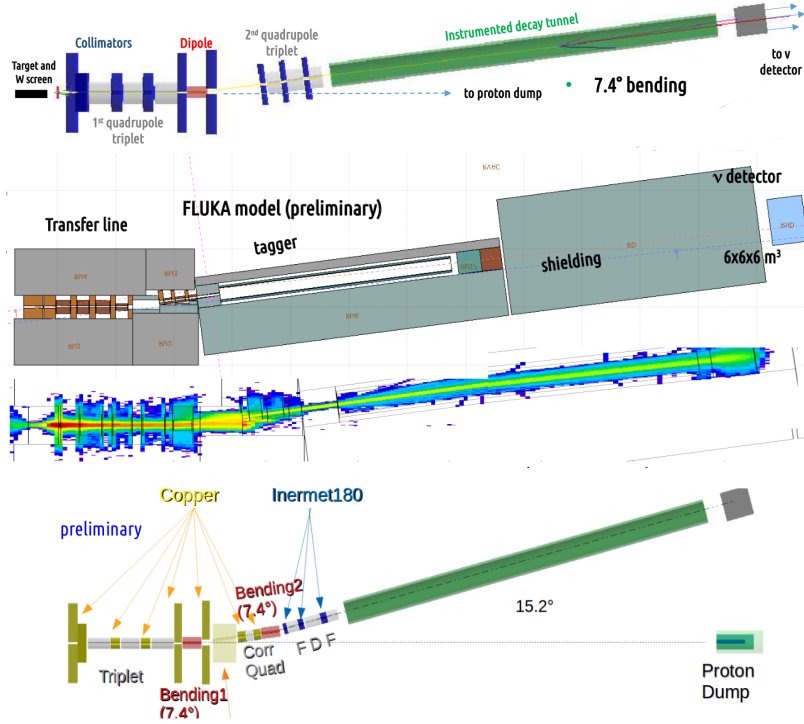 2nd quadrupole
triplet
Instrumented decay tunnel
Collimators
Dipole
Target and
W screen
to ν
detector
to proton dump
• 7.4° bending
1st quadrupole
triplet
ν detector
FLUKA model (preliminary)
Transfer line
tagger
shielding
6x6x6 m³
Copper
Inermet180
preliminary
Bending2
(7.4°)
15.2°
Corr
Quad
F D F
Triplet
Bending1
(7.4°)
Proton
Dump